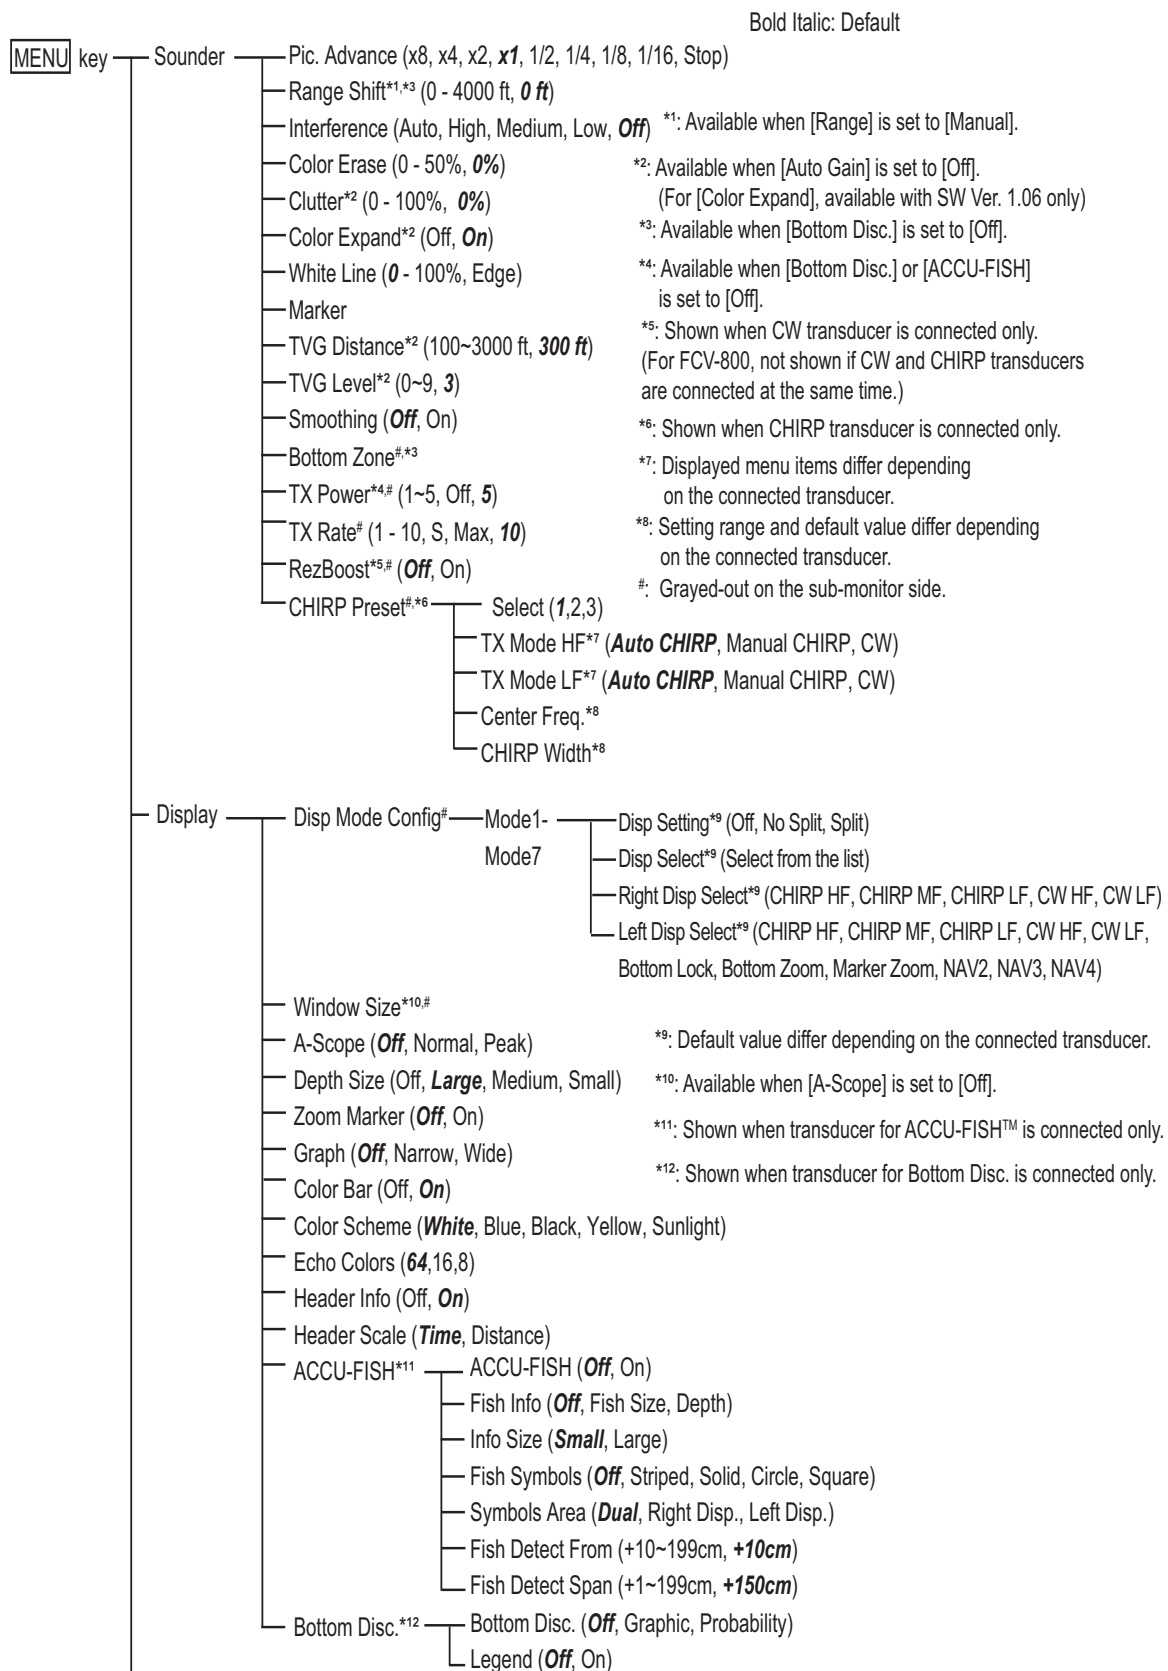 Bold Italic: Default
MENU key
Sounder
Pic. Advance (x8, x4, x2, x1, 1/2, 1/4, 1/8, 1/16, Stop)
Range Shift*1,*3 (0 - 4000 ft, 0 ft)
Interference (Auto, High, Medium, Low, Off)
Color Erase (0 - 50%, 0%)
Clutter*2 (0 - 100%, 0%)
Color Expand*2 (Off, On)
White Line (0 - 100%, Edge)
Marker
TVG Distance*2 (100~3000 ft, 300 ft)
TVG Level*2 (0~9, 3)
Smoothing (Off, On)
Bottom Zone#,*3
TX Power*4,# (1~5, Off, 5)
TX Rate# (1 - 10, S, Max, 10)
RezBoost*5,# (Off, On)
CHIRP Preset#,*6
Select (1,2,3)
TX Mode HF*7 (Auto CHIRP, Manual CHIRP, CW)
TX Mode LF*7 (Auto CHIRP, Manual CHIRP, CW)
Center Freq.*8
CHIRP Width*8
*1: Available when [Range] is set to [Manual].
*2: Available when [Auto Gain] is set to [Off].
(For [Color Expand], available with SW Ver. 1.06 only)
*3: Available when [Bottom Disc.] is set to [Off].
*4: Available when [Bottom Disc.] or [ACCU-FISH]
is set to [Off].
*5: Shown when CW transducer is connected only.
(For FCV-800, not shown if CW and CHIRP transducers
are connected at the same time.)
*6: Shown when CHIRP transducer is connected only.
*7: Displayed menu items differ depending
on the connected transducer.
*8: Setting range and default value differ depending
on the connected transducer.
#: Grayed-out on the sub-monitor side.
Display
Disp Mode Config#
Mode1-
Mode7
Disp Setting*9 (Off, No Split, Split)
Disp Select*9 (Select from the list)
Right Disp Select*9 (CHIRP HF, CHIRP MF, CHIRP LF, CW HF, CW LF)
Left Disp Select*9 (CHIRP HF, CHIRP MF, CHIRP LF, CW HF, CW LF,
Bottom Lock, Bottom Zoom, Marker Zoom, NAV2, NAV3, NAV4)
Window Size*10,#
A-Scope (Off, Normal, Peak)
Depth Size (Off, Large, Medium, Small)
Zoom Marker (Off, On)
Graph (Off, Narrow, Wide)
Color Bar (Off, On)
Color Scheme (White, Blue, Black, Yellow, Sunlight)
Echo Colors (64,16,8)
Header Info (Off, On)
Header Scale (Time, Distance)
*9: Default value differ depending on the connected transducer.
*10: Available when [A-Scope] is set to [Off].
*11: Shown when transducer for ACCU-FISH™ is connected only.
*12: Shown when transducer for Bottom Disc. is connected only.
ACCU-FISH*11
ACCU-FISH (Off, On)
Fish Info (Off, Fish Size, Depth)
Info Size (Small, Large)
Fish Symbols (Off, Striped, Solid, Circle, Square)
Symbols Area (Dual, Right Disp., Left Disp.)
Fish Detect From (+10~199cm, +10cm)
Fish Detect Span (+1~199cm, +150cm)
Bottom Disc.*12
Bottom Disc. (Off, Graphic, Probability)
Legend (Off, On)